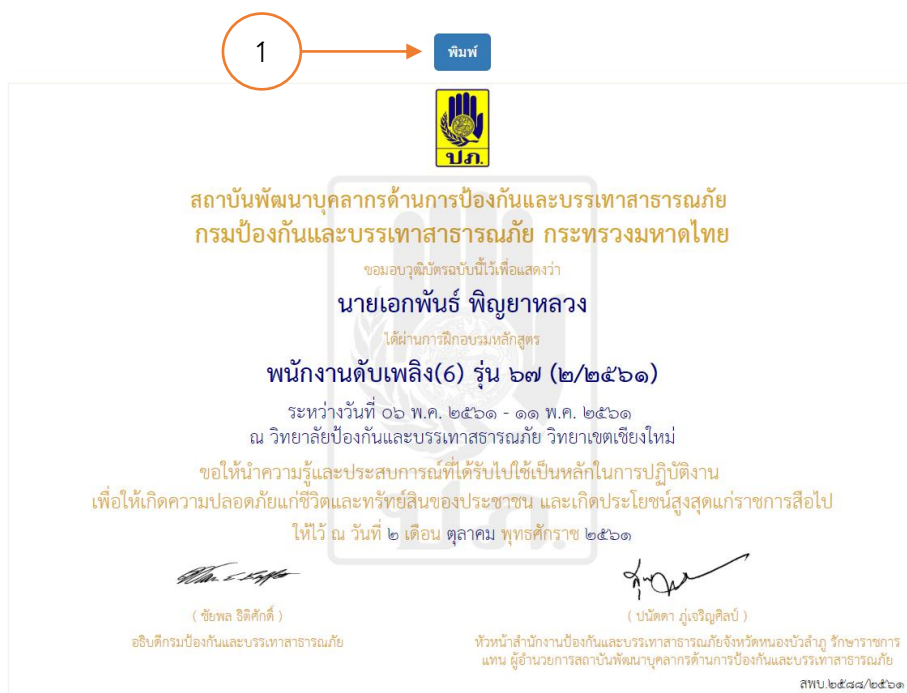 1
พิมพ์
ปภ.
สถาบันพัฒนาบุคลากรด้านการป้องกันและบรรเทาสาธารณภัย
กรมป้องกันและบรรเทาสาธารณภัย กระทรวงมหาดไทย
ขอมอบวุฒิบัตรฉบับนี้ไว้เพื่อแสดงว่า
นายเอกพันธ์ พิญยาหลวง
ได้ผ่านการฝึกอบรมหลักสูตร
พนักงานดับเพลิง(6) รุ่น ๖๗ (๒/๒๕๖๑)
ระหว่างวันที่ ๐๖ พ.ค. ๒๕๖๑ - ๑๑ พ.ค. ๒๕๖๑
ณ วิทยาลัยป้องกันและบรรเทาสธารณภัย วิทยาเขตเชียงใหม่
ขอให้นำความรู้และประสบการณ์ที่ได้รับไปใช้เป็นหลักในการปฏิบัติงาน
เพื่อให้เกิดความปลอดภัยแก่ชีวิตและทรัพย์สินของประชาชน และเกิดประโยชน์สูงสุดแก่ราชการสือไป
ให้ไว้ ณ วันที่ ๒ เดือน ตุลาคม พุทธศักราช ๒๕๖๑
( ชัยพล ธิติศักดิ์ )
อธิบดีกรมป้องกันและบรรเทาสาธารณภัย
( ปนัดดา ภู่เจริญศิลป์ )
หัวหน้าสำนักงานป้องกันและบรรเทาสาธารณภัยจังหวัดหนองบัวลำภู รักษาราชการ
แทน ผู้อำนวยการสถาบันพัฒนาบุคลากรด้านการป้องกันและบรรเทาสาธารณภัย
สพบ.๒๕๘๘/๒๕๖๑